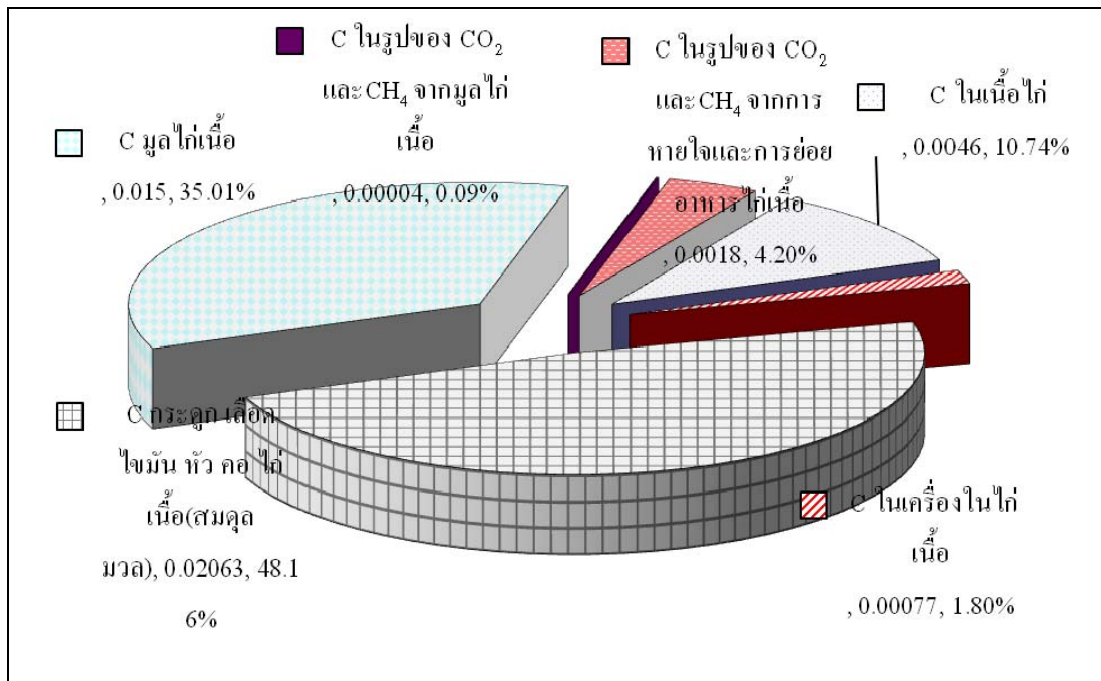 C ในรูปของ CO₂
และ CH₄ จากมูลไก่
เนื้อ
, 0.00004, 0.09%
C ในรูปของ CO₂
และ CH₄ จากการ
หายใจและการย่อย
อาหารไก่เนื้อ
, 0.0018, 4.20%
C ในเนื้อไก่
, 0.0046, 10.74%
C มูลไก่เนื้อ
, 0.015, 35.01%
C กระดูก เลือด
ไขมัน หัว คอ ไก่
เนื้อ(สมดุล
มวล), 0.02063, 48.1
6%
C ในเครื่องในไก่
เนื้อ
, 0.00077, 1.80%